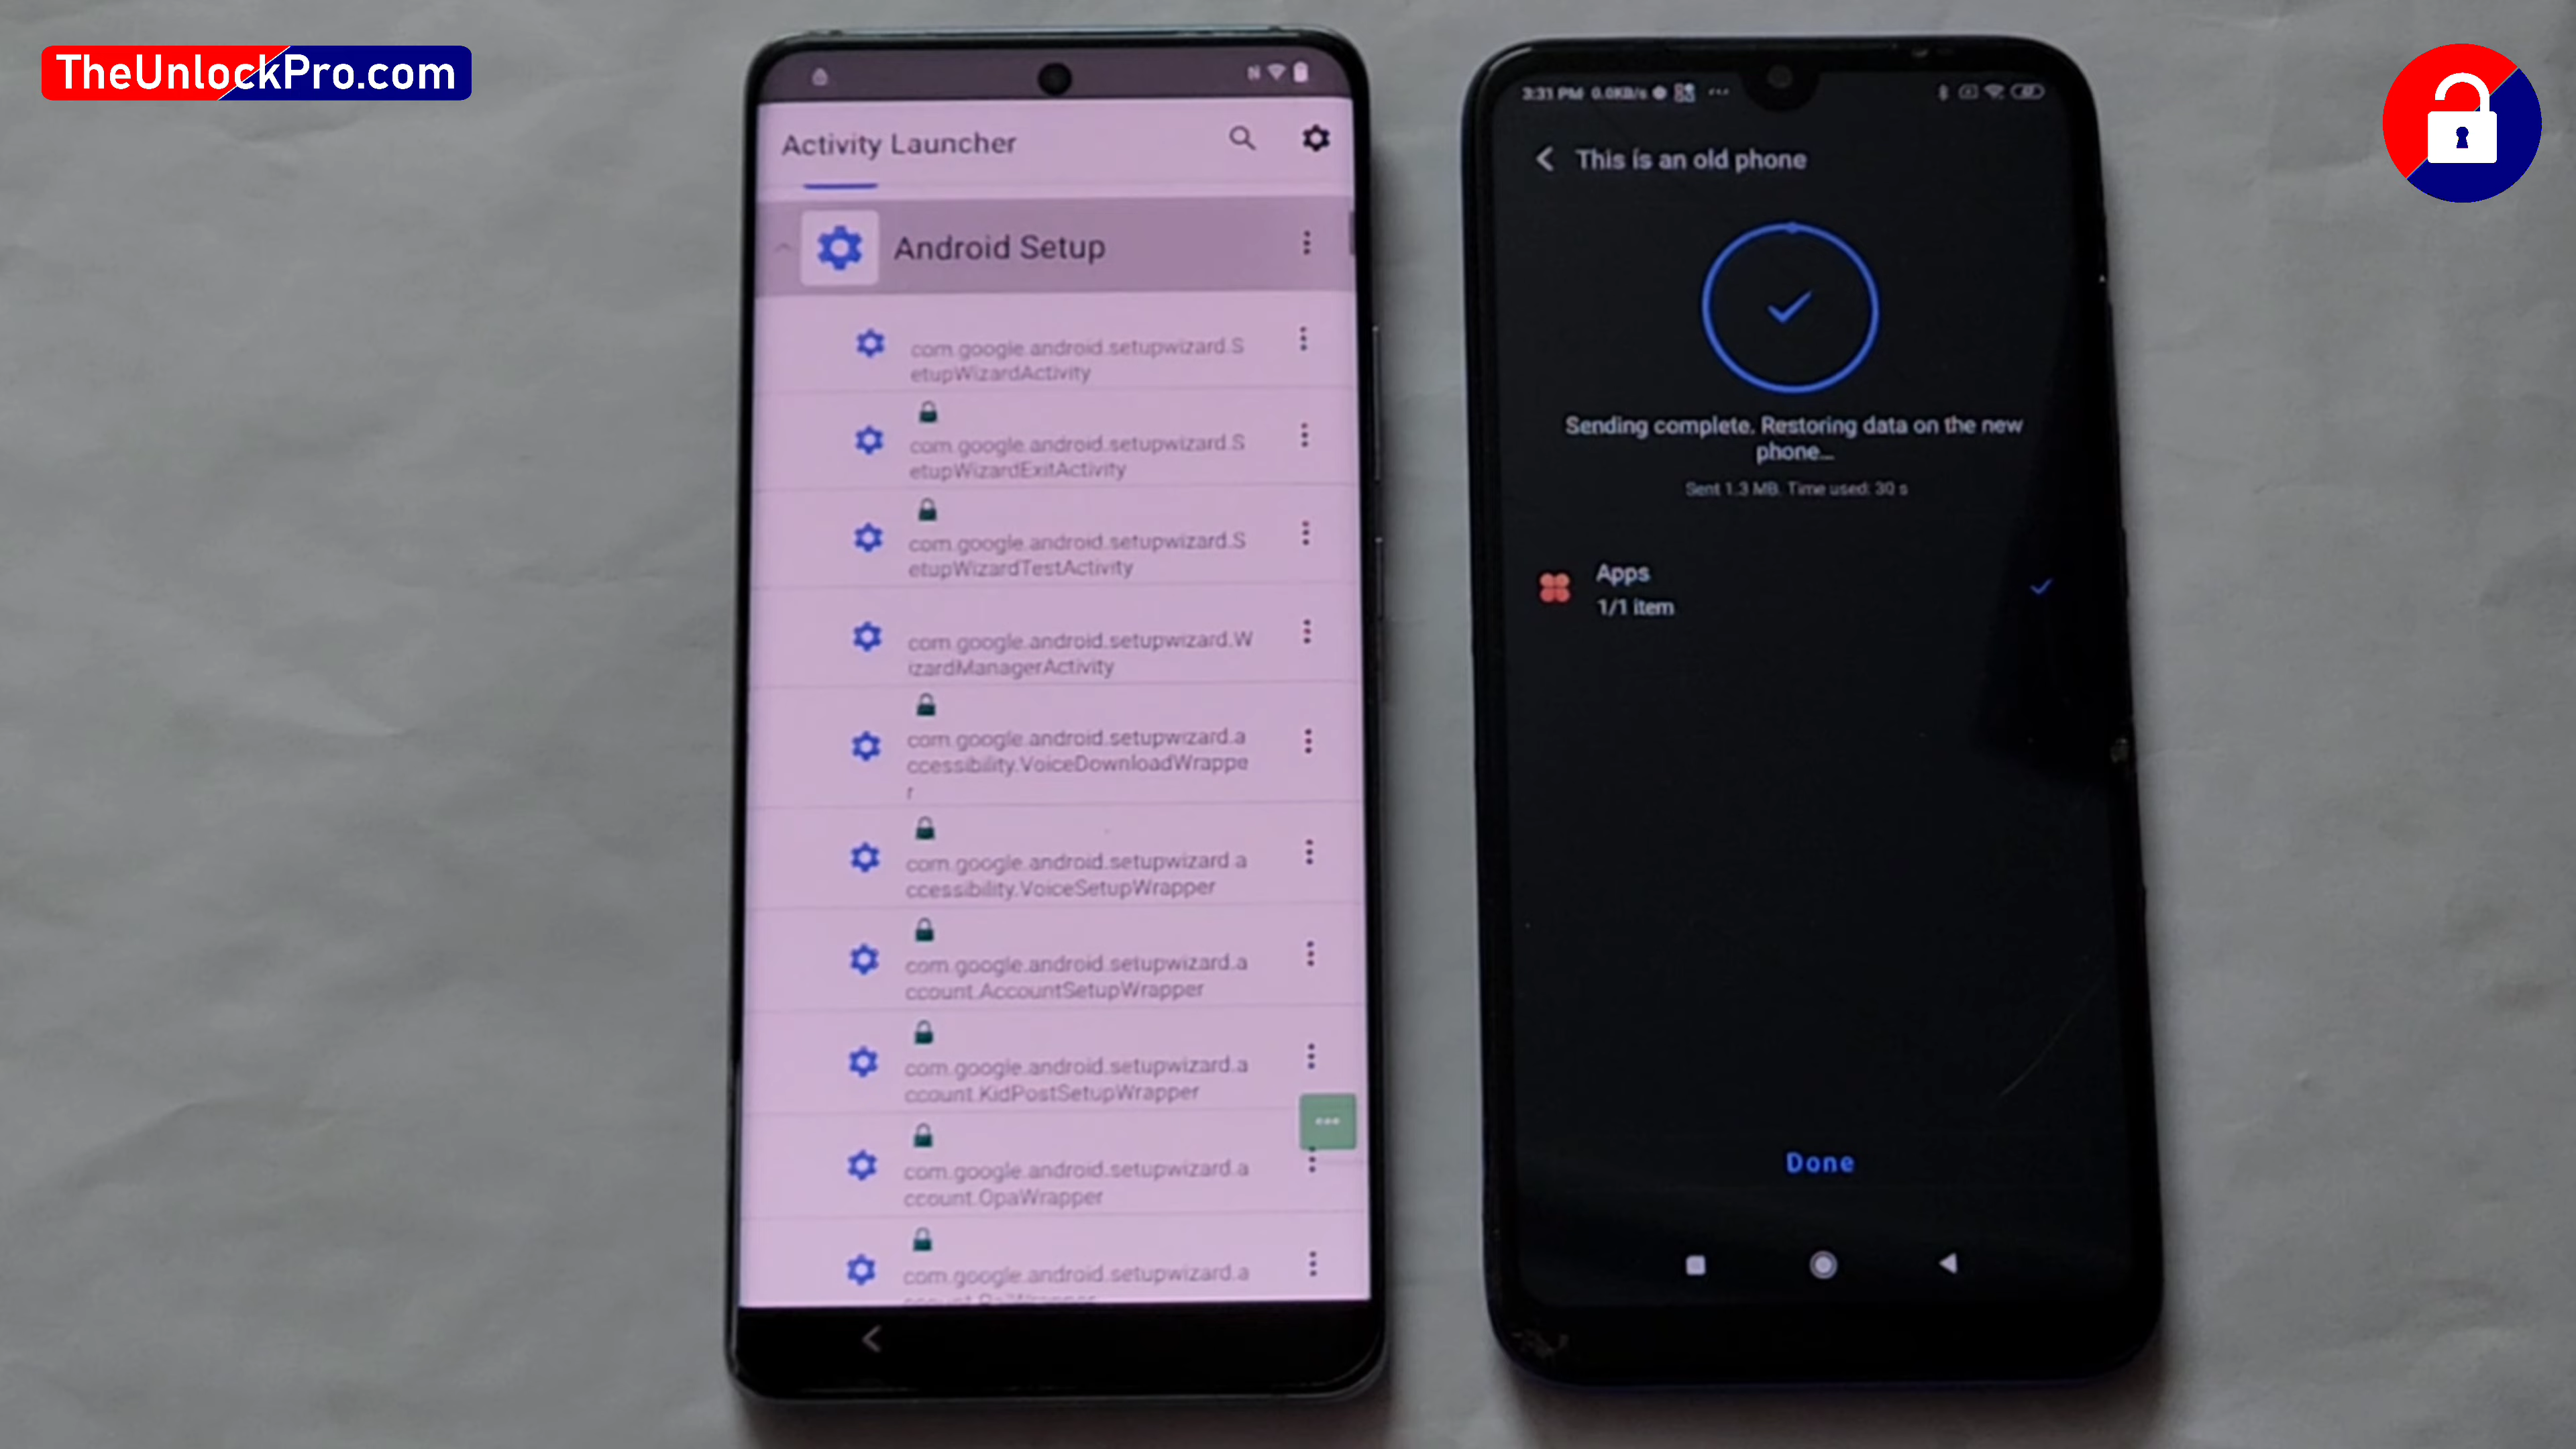 TheUnlockPro.com
Activity Launcher
Android Setup
com.google.android.setupwizard.S
etupWizardActivity
com.google.android.setupwizard.S
etupWizardExitActivity
com.google.android.setupwizard.S
etupWizardTestActivity
com.google.android.setupwizard.W
izardManagerActivity
com.google.android.setupwizard.a
ccessibility.VoiceDownloadWrappe
r
com.google.android.setupwizard.a
ccessibility.VoiceSetupWrapper
com.google.android.setupwizard.a
ccount.AccountSetupWrapper
com.google.android.setupwizard.a
ccount.KidPostSetupWrapper
com.google.android.setupwizard.a
ccount.OpaWrapper
com.google.android.setupwizard.a
3:31 PM 0.0KB/s
This is an old phone
Sending complete. Restoring data on the new
phone...
Sent 1.3 MB. Time used: 30 s
Apps
1/1 item
Done